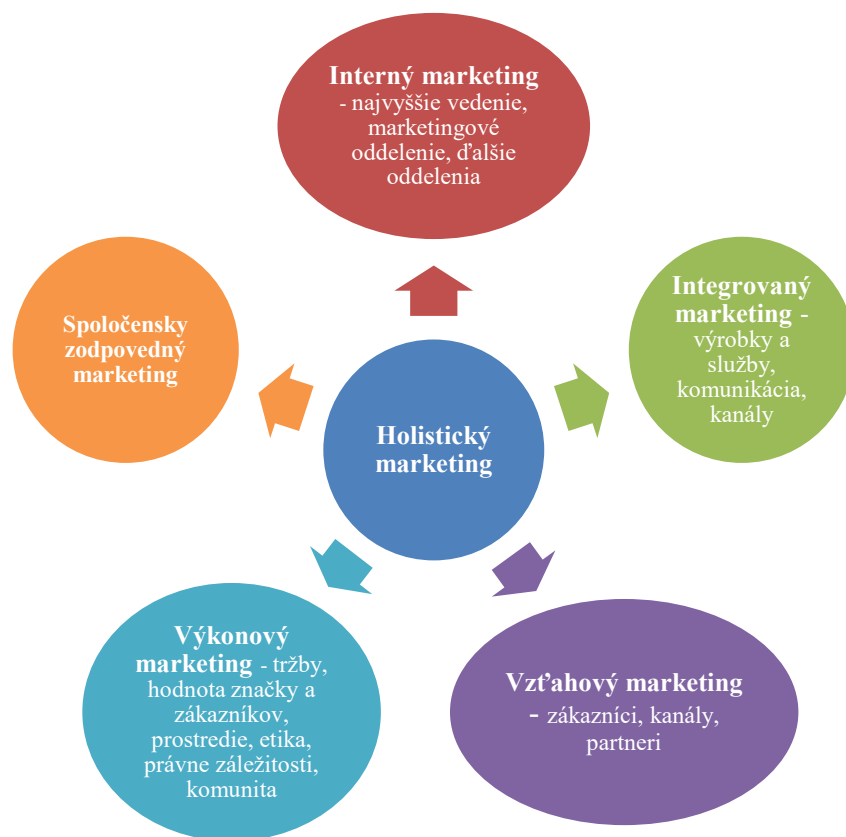 Interný marketing
- najvyššie vedenie,
marketingové
oddelenie, ďalšie
oddelenia
Spoločensky
zodpovedný
marketing
Integrovaný
marketing -
výrobky a
služby,
komunikácia,
kanály
Holistický
marketing
Výkonový
marketing - tržby,
hodnota značky a
zákazníkov,
prostredie, etika,
právne záležitosti,
komunita
Vzťahový marketing
- zákazníci, kanály,
partneri